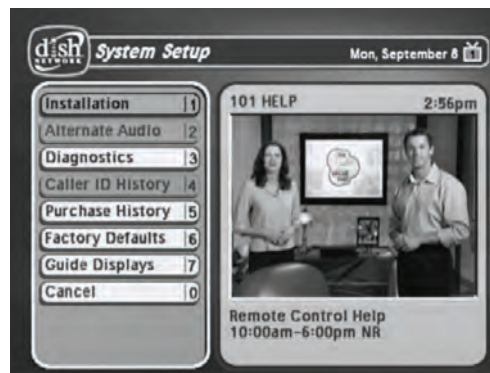 dish
NETWORK
System Setup
Mon, September 8
Installation 1
Alternate Audio 2
Diagnostics 3
Caller ID History 4
Purchase History 5
Factory Defaults 6
Guide Displays 7
Cancel 0
101 HELP 2:56pm
Remote Control Help
10:00am-6:00pm NR